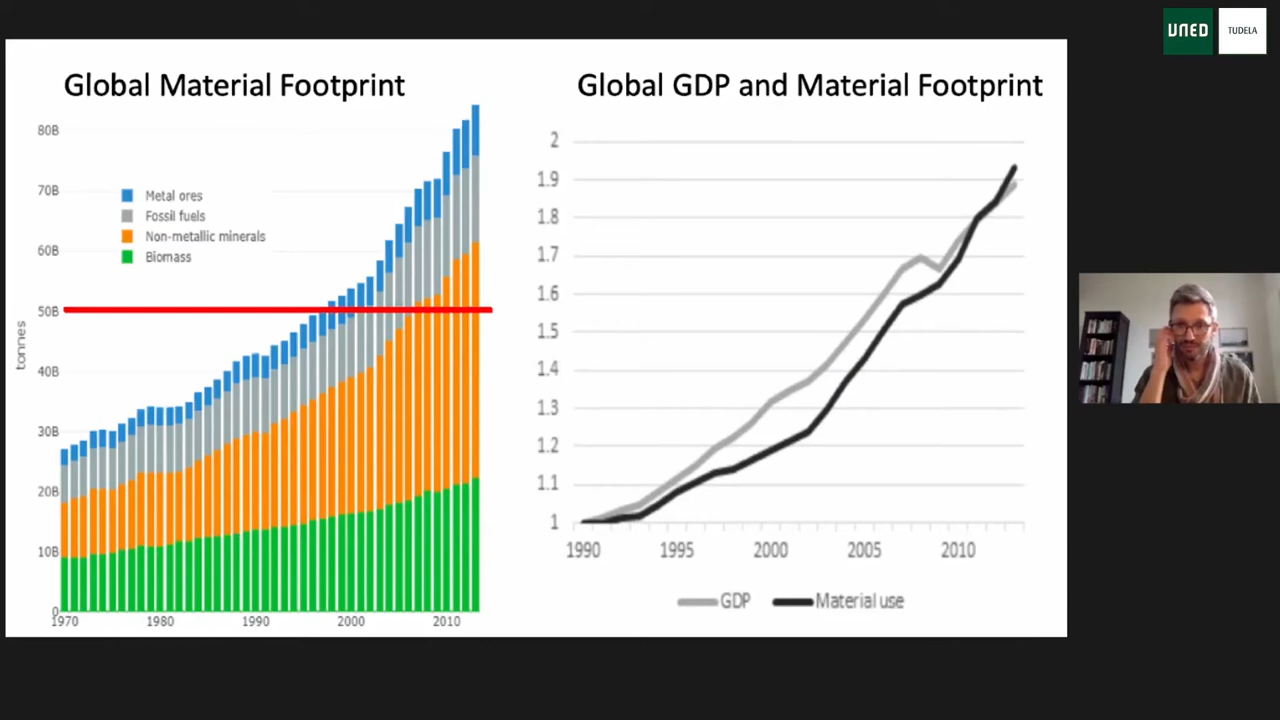 UNED
TUDELA
Global Material Footprint
80B
70B
60B
50B
40B
30B
20B
10B
0
tonnes
Metal ores
Fossil fuels
Non-metallic minerals
Biomass
1970
1980
1990
2000
2010
Global GDP and Material Footprint
2
1.9
1.8
1.7
1.6
1.5
1.4
1.3
1.2
1.1
1
1990
1995
2000
2005
2010
GDP
Material use